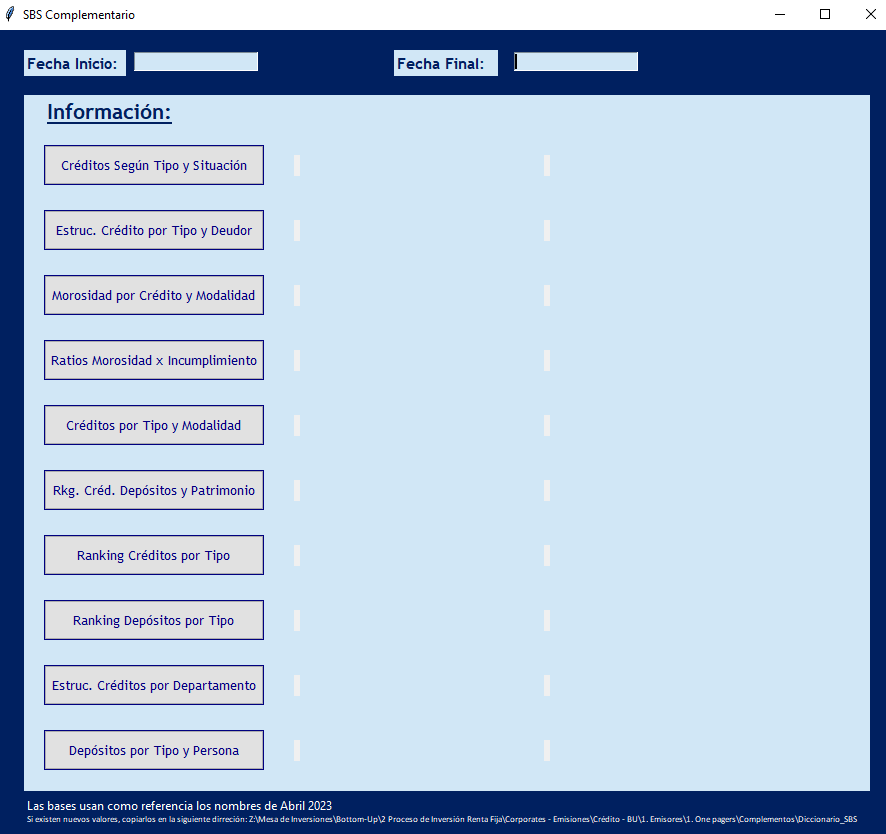 SBS Complementario
Fecha Inicio: Fecha Final:
Información:
Créditos Según Tipo y Situación
Estruc. Crédito por Tipo y Deudor
Morosidad por Crédito y Modalidad
Ratios Morosidad x Incumplimiento
Créditos por Tipo y Modalidad
Rkg. Créd. Depósitos y Patrimonio
Ranking Créditos por Tipo
Ranking Depósitos por Tipo
Estruc. Créditos por Departamento
Depósitos por Tipo y Persona
Las bases usan como referencia los nombres de Abril 2023
Si existen nuevos valores, copiarlos en la siguiente dirreción: Z:\Mesa de Inversiones\Bottom-Up\2 Proceso de Inversión Renta Fija\Corporates - Emisiones\Crédito - BU\1. Emisores\1. One pagers\Complementos\Diccionario_SBS